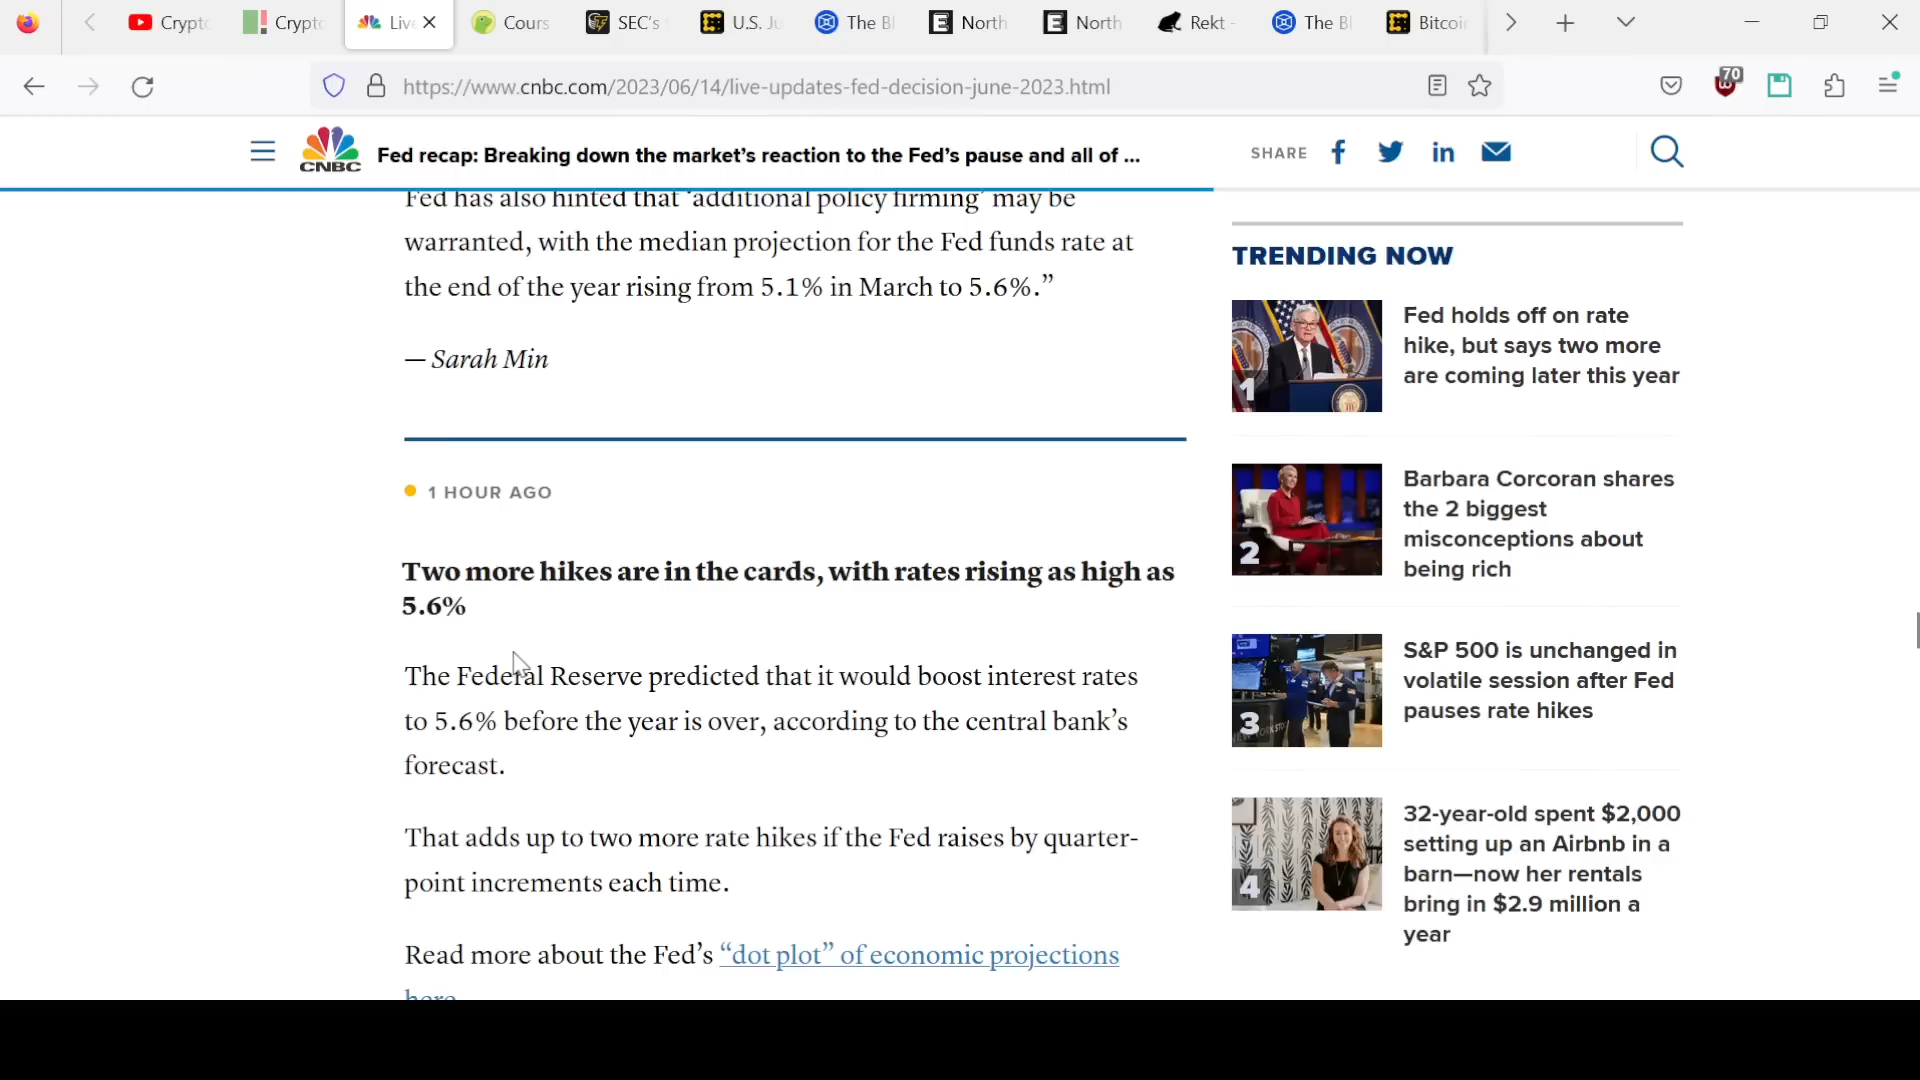 Crypt
Crypt
Live
Cours
SEC's
U.S. Ju
The Bl
North
North
Rekt -
The Bl
Bitcoi
https://www.cnbc.com/2023/06/14/live-updates-fed-decision-june-2023.html
70
CNBC
Fed recap: Breaking down the market’s reaction to the Fed’s pause and all of ...
SHARE
Fed has also hinted that ‘additional policy firming’ may be
warranted, with the median projection for the Fed funds rate at
the end of the year rising from 5.1% in March to 5.6%.”
— Sarah Min
1 HOUR AGO
Two more hikes are in the cards, with rates rising as high as
5.6%
The Federal Reserve predicted that it would boost interest rates
to 5.6% before the year is over, according to the central bank’s
forecast.
That adds up to two more rate hikes if the Fed raises by quarter-
point increments each time.
Read more about the Fed’s “dot plot” of economic projections
here
TRENDING NOW
1
Fed holds off on rate
hike, but says two more
are coming later this year
2
Barbara Corcoran shares
the 2 biggest
misconceptions about
being rich
3
S&P 500 is unchanged in
volatile session after Fed
pauses rate hikes
4
32-year-old spent $2,000
setting up an Airbnb in a
barn—now her rentals
bring in $2.9 million a
year